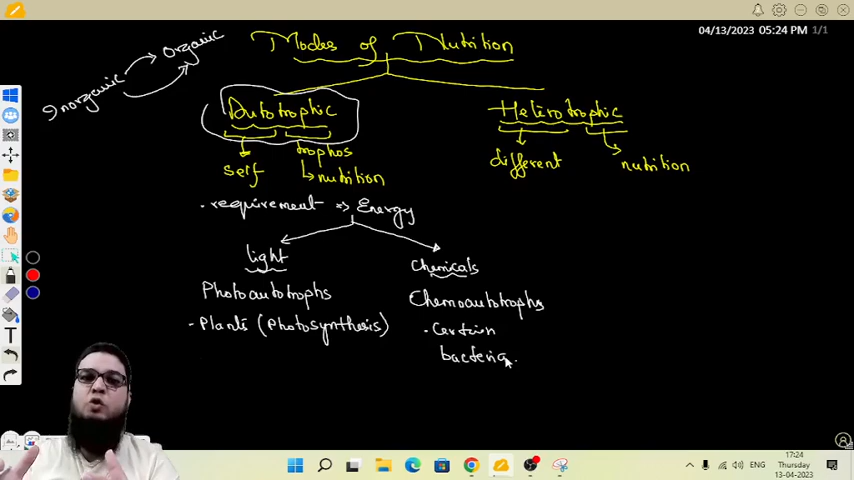 04/13/2023 05:24 PM 1/1
Modes of Nutrition
Inorganic
Organic
Autotrophic
Heterotrophic
self
trophos
nutrition
different
nutrition
. requirement => Energy
light
Chemicals
Photoautotrophs
Chemoautotrophs
- Plants (Photosynthesis)
. Certain
bacteria.
T
ENG
17:24
Thursday
13-04-2023